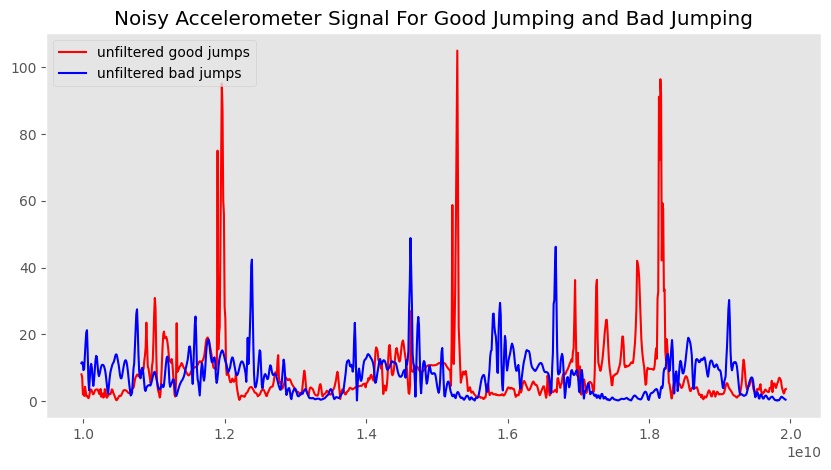 Noisy Accelerometer Signal For Good Jumping and Bad Jumping
unfiltered good jumps
unfiltered bad jumps
100
80
60
40
20
0
1.0 1.2 1.4 1.6 1.8 2.0
1e10